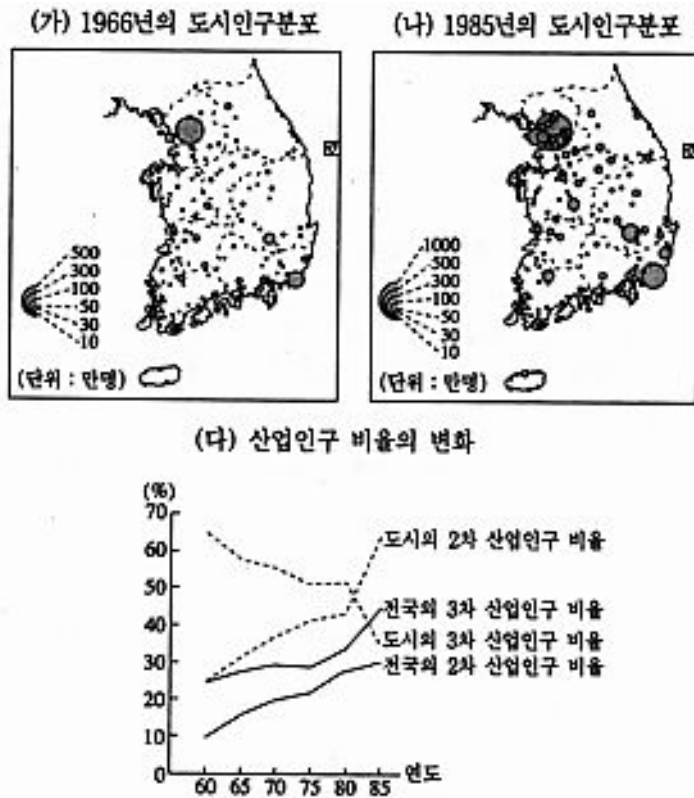 (가) 1966년의 도시인구분포
(나) 1985년의 도시인구분포
500
300
100
50
30
10
(단위 : 만명)
1000
500
300
100
50
30
10
(단위 : 만명)
(다) 산업인구 비율의 변화
(%)
70
60
50
40
30
20
10
0
도시의 2차 산업인구 비율
전국의 3차 산업인구 비율
도시의 3차 산업인구 비율
전국의 2차 산업인구 비율
60 65 70 75 80 85 연도